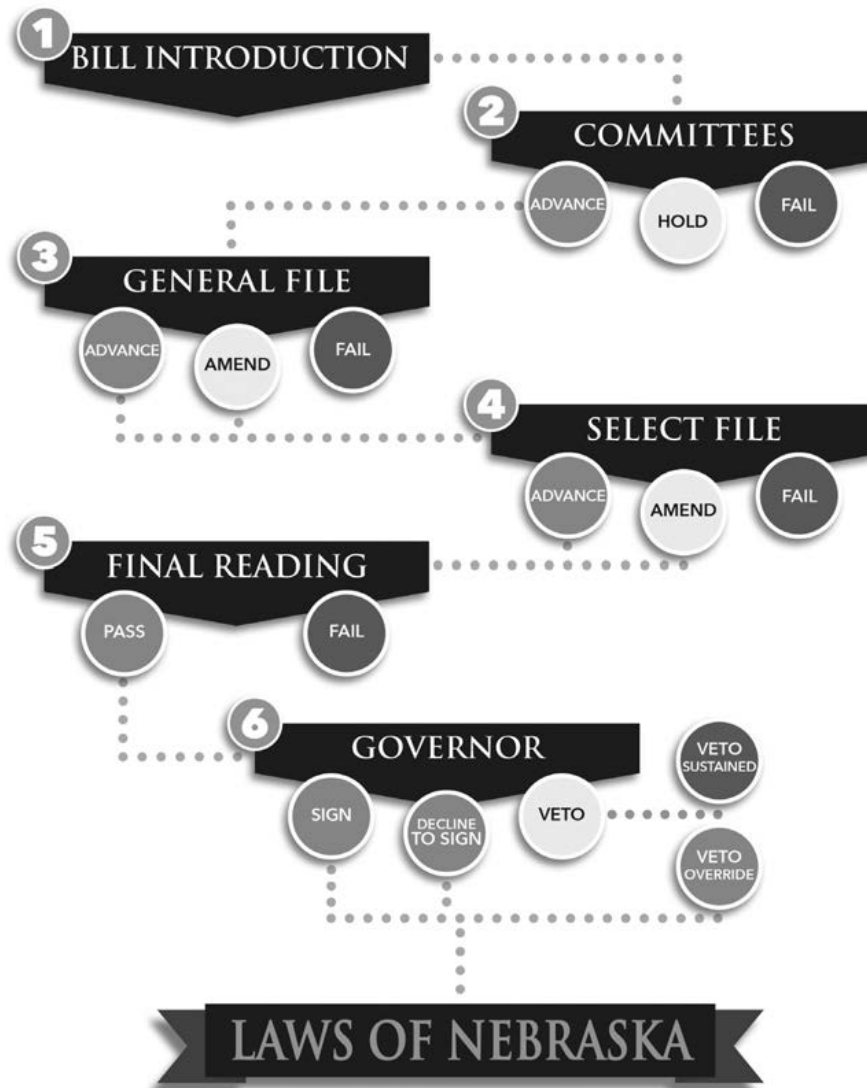 1
BILL INTRODUCTION
2
COMMITTEES
ADVANCE
HOLD
FAIL
3
GENERAL FILE
ADVANCE
AMEND
FAIL
4
SELECT FILE
ADVANCE
AMEND
FAIL
5
FINAL READING
PASS
FAIL
6
GOVERNOR
SIGN
DECLINE
TO SIGN
VETO
VETO
SUSTAINED
VETO
OVERRIDE
LAWS OF NEBRASKA